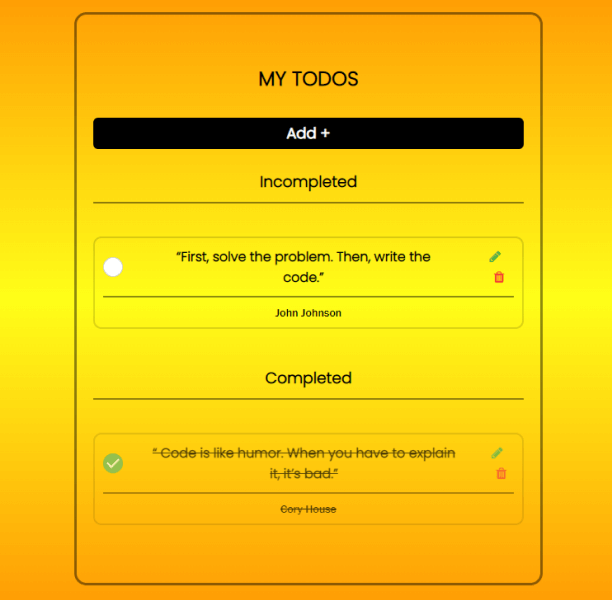 MY TODOS
Add +
Incompleted
“First, solve the problem. Then, write the
code.”
John Johnson
Completed
“ Code is like humor. When you have to explain
it, it’s bad.”
Cory House